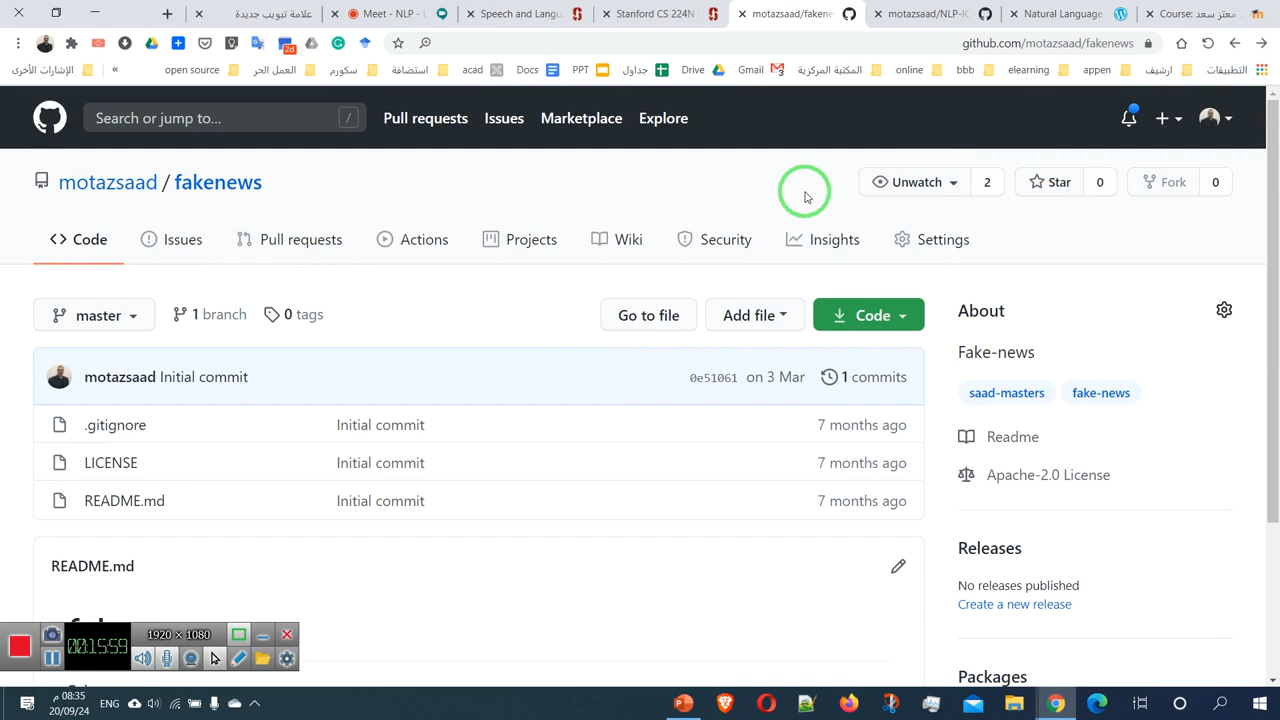 علامة تبويب جديدة
Meet - NLP - L
Speech and Langu
Stanford CS 224N
motazsaad/fakene
motazsaad/NLP-IC
Natural Language
Course: معتز سعد
2d
github.com/motazsaad/fakenews
الإشارات الأخرى
«
open source
العمل الحر
سكورم
استضافة
acad
Docs
PPT
جداول
Drive
Gmail
المكتبة المركزية
online
bbb
elearning
appen
ارشيف
التطبيقات
Search or jump to...
/
Pull requests
Issues
Marketplace
Explore
motazsaad / fakenews
Unwatch
2
Star
0
Fork
0
Code
Issues
Pull requests
Actions
Projects
Wiki
Security
Insights
Settings
master
1 branch
0 tags
Go to file
Add file
Code
About
Fake-news
saad-masters
fake-news
Readme
Apache-2.0 License
motazsaad Initial commit
0e51061 on 3 Mar
1 commits
.gitignore
Initial commit
7 months ago
LICENSE
Initial commit
7 months ago
README.md
Initial commit
7 months ago
README.md
Releases
No releases published
Create a new release
Packages
00:15:59
1920 × 1080
ENG
08:35 م
20/09/24